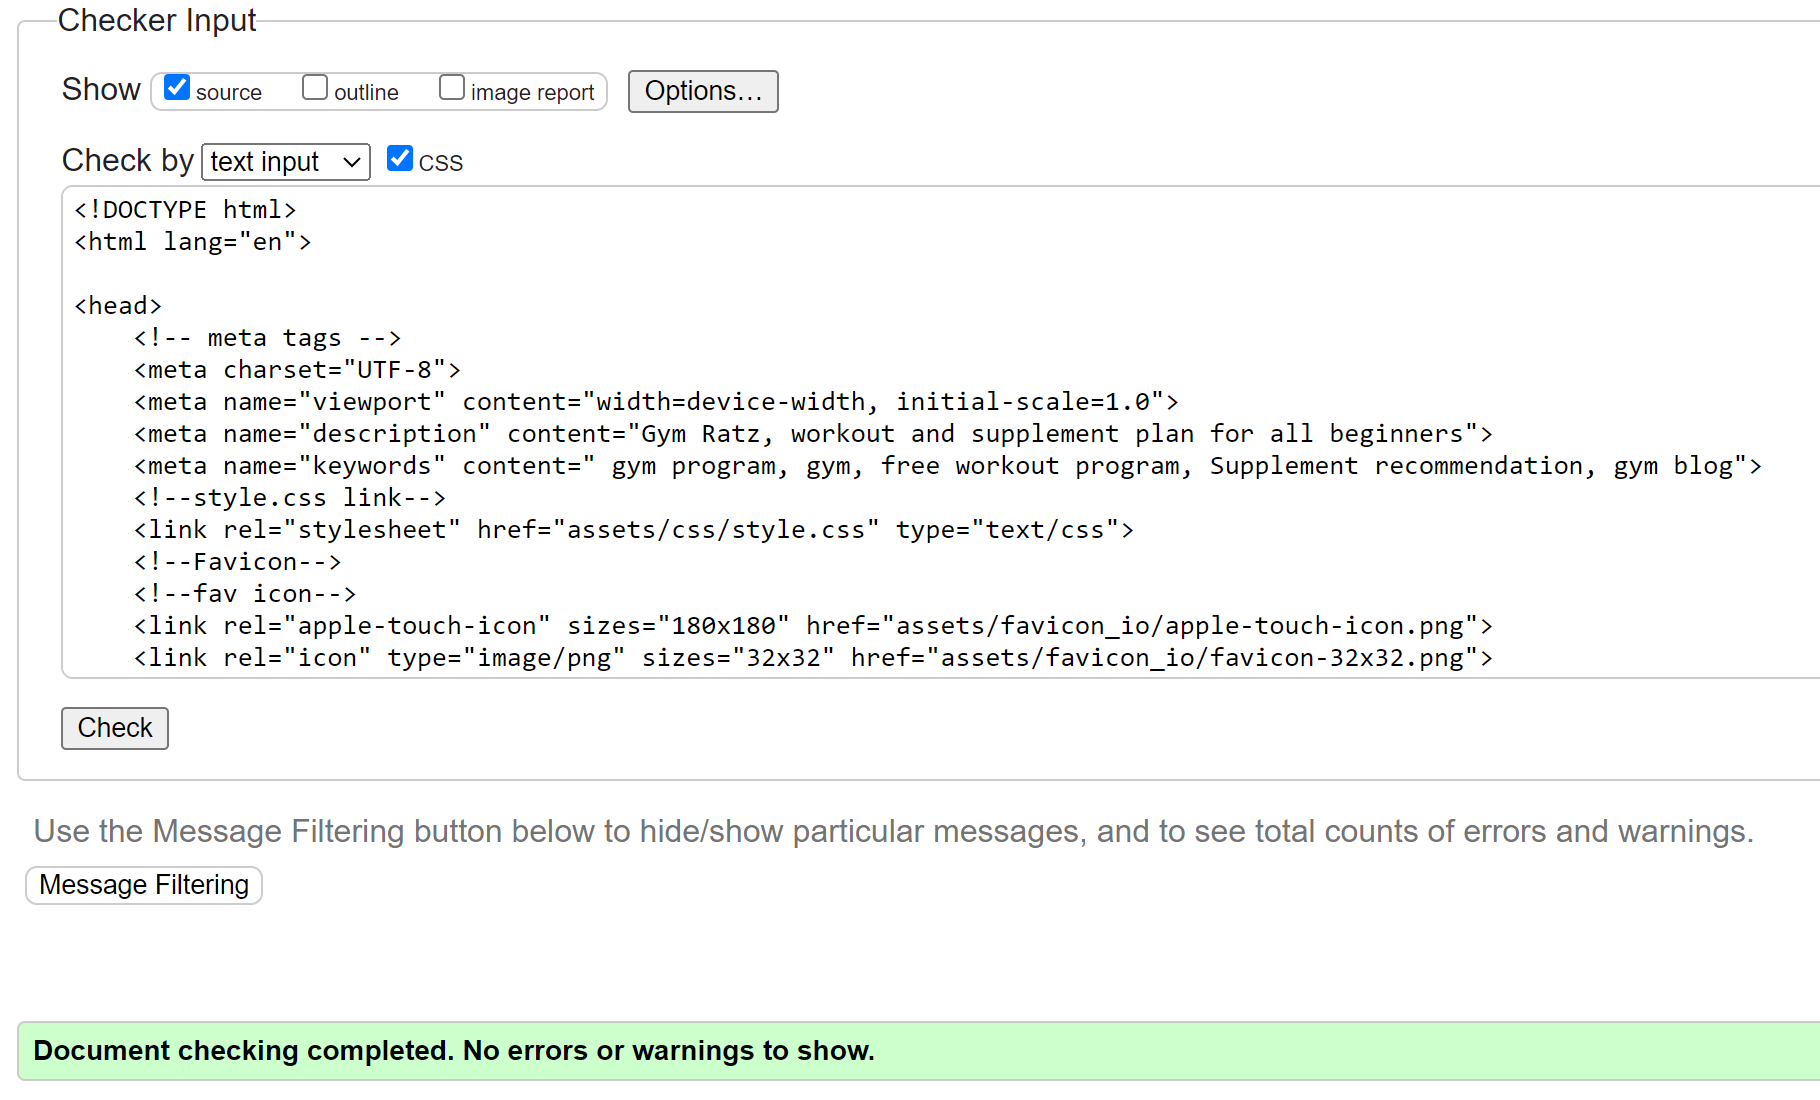 Checker Input
Show source outline image report Options...
Check by text input CSS
<!DOCTYPE html>
<html lang="en">
<head>
<!-- meta tags -->
<meta charset="UTF-8">
<meta name="viewport" content="width=device-width, initial-scale=1.0">
<meta name="description" content="Gym Ratz, workout and supplement plan for all beginners">
<meta name="keywords" content=" gym program, gym, free workout program, Supplement recommendation, gym blog">
<!--style.css link-->
<link rel="stylesheet" href="assets/css/style.css" type="text/css">
<!--Favicon-->
<!--fav icon-->
<link rel="apple-touch-icon" sizes="180x180" href="assets/favicon_io/apple-touch-icon.png">
<link rel="icon" type="image/png" sizes="32x32" href="assets/favicon_io/favicon-32x32.png">
Check
Use the Message Filtering button below to hide/show particular messages, and to see total counts of errors and warnings.
Message Filtering
Document checking completed. No errors or warnings to show.